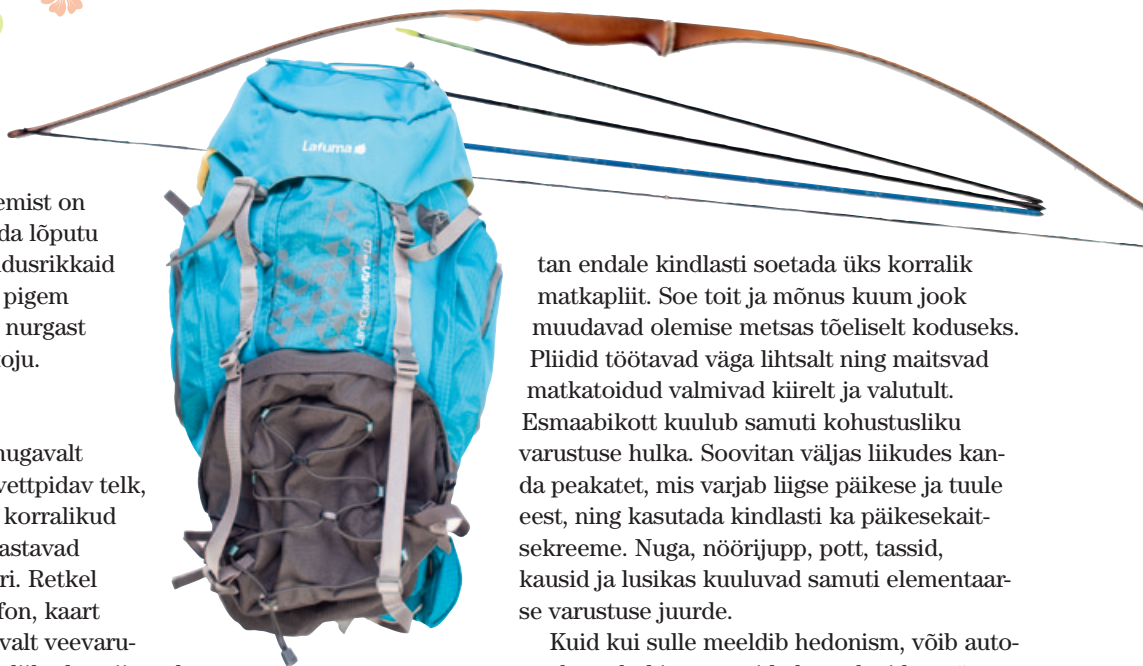 Lafuma
Land Cruiser 50
emist on
da lõputu
dusrikkaid
pigem
nurgast
oju.
nugavalt
vettpidav telk,
korralikud
astavad
ri. Retkel
fon, kaart
valt veevaru-
tan endale kindlasti soetada üks korralik
matkapliit. Soe toit ja mõnus kuum jook
muudavad olemise metsas tõeliselt koduseks.
Pliidid töötavad väga lihtsalt ning maitsvad
matkatoidud valmivad kiirelt ja valutult.
Esmaabikott kuulub samuti kohustusliku
varustuse hulka. Soovitan väljas liikudes kan-
da peakatet, mis varjab liigse päikese ja tuule
eest, ning kasutada kindlasti ka päikesekait-
sekreeme. Nuga, nöörijupp, pott, tassid,
kausid ja lusikas kuuluvad samuti elementaar-
se varustuse juurde.
Kuid kui sulle meeldib hedonism, võib auto-